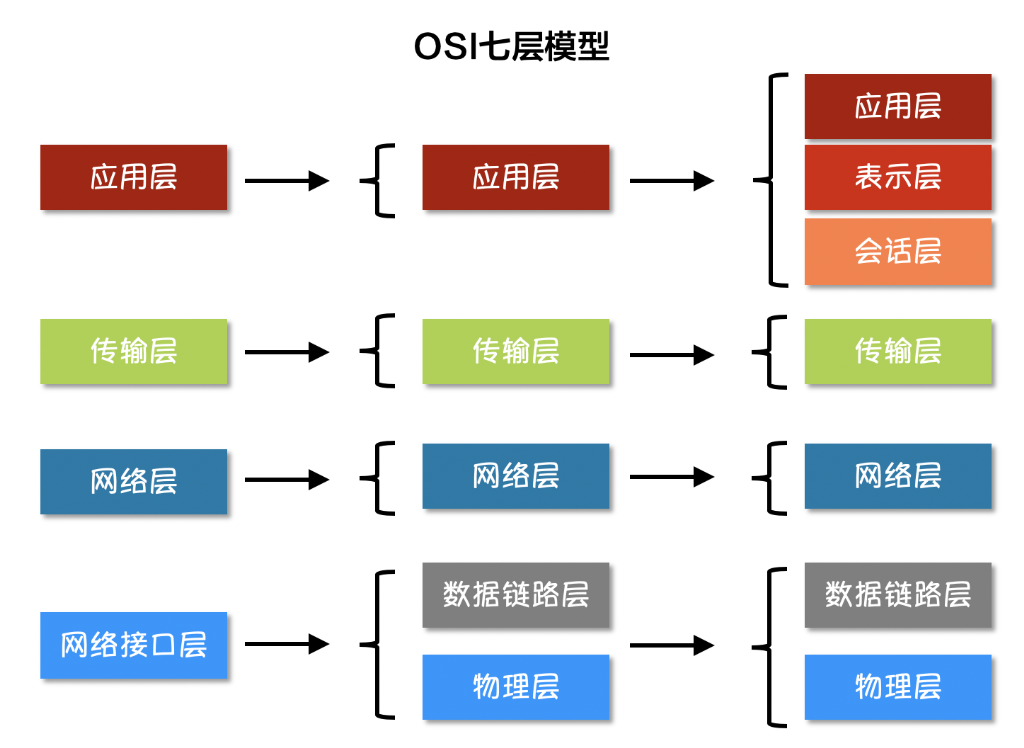 OSI七层模型
应用层
应用层
应用层
表示层
会话层
传输层
传输层
传输层
网络层
网络层
网络层
网络接口层
数据链路层
物理层
数据链路层
物理层